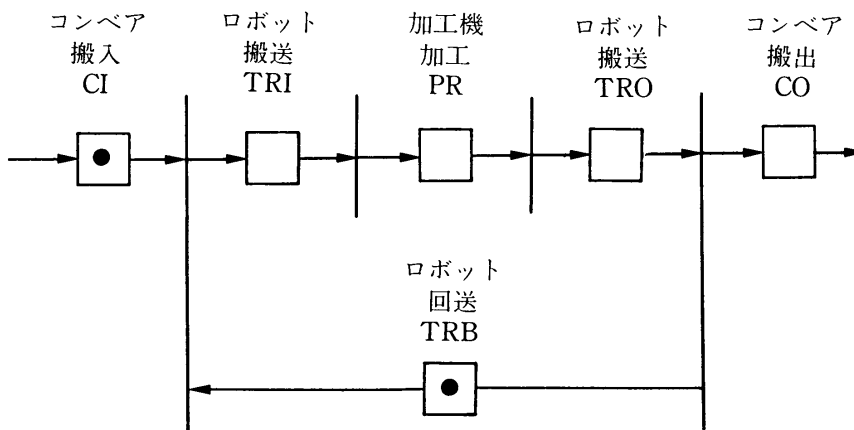 コンベア
搬入
CI
ロボット
搬送
TRI
加工機
加工
PR
ロボット
搬送
TRO
コンベア
搬出
CO
ロボット
回送
TRB